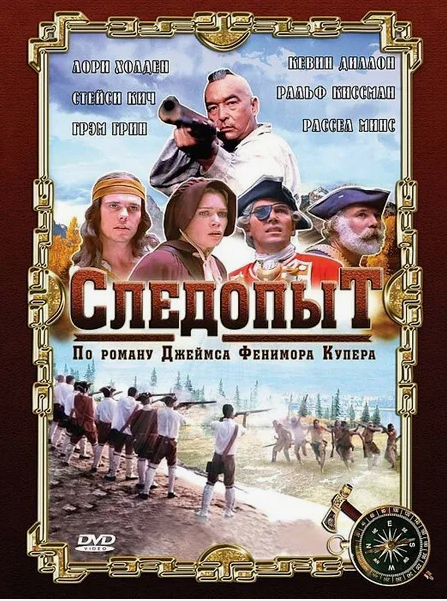 ЛОРИ ХОЛДЕН
КЕВИН ДИЛЛОН
СТЕЙСИ КИЧ
РАЛЬФ КИССМАН
ГРЭМ ГРИН
РАССЕЛ МИНС
СЛЕДОПЫТ
ПО РОМАНУ ДЖЕЙМСА ФЕНИМОРА КУПЕРА
DVD
VIDEO
N
E
S
W